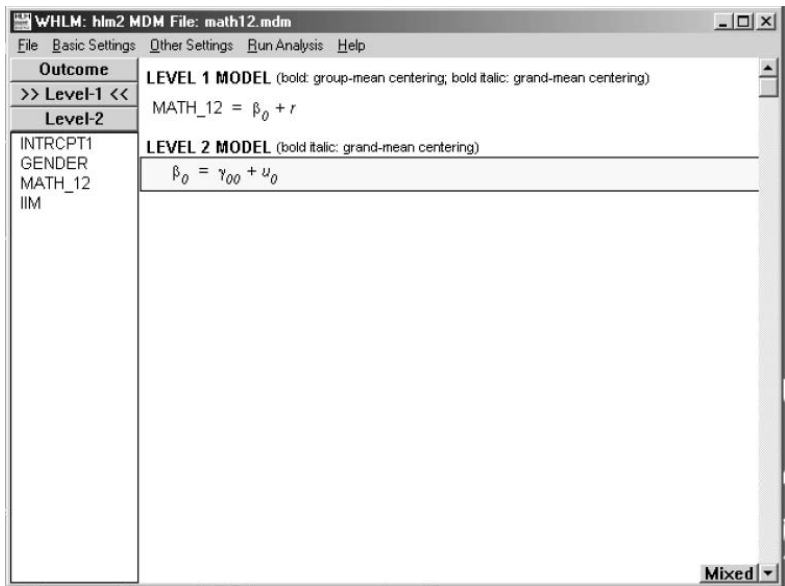 WHLM: hlm2 MDM File: math12.mdm
File Basic Settings Other Settings Run Analysis Help
Outcome
>> Level-1 <<
Level-2
INTRCPT1
GENDER
MATH_12
IIM
LEVEL 1 MODEL (bold: group-mean centering; bold italic: grand-mean centering)
MATH_12 = β₀ + r
LEVEL 2 MODEL (bold italic: grand-mean centering)
β₀ = γ₀₀ + u₀
Mixed